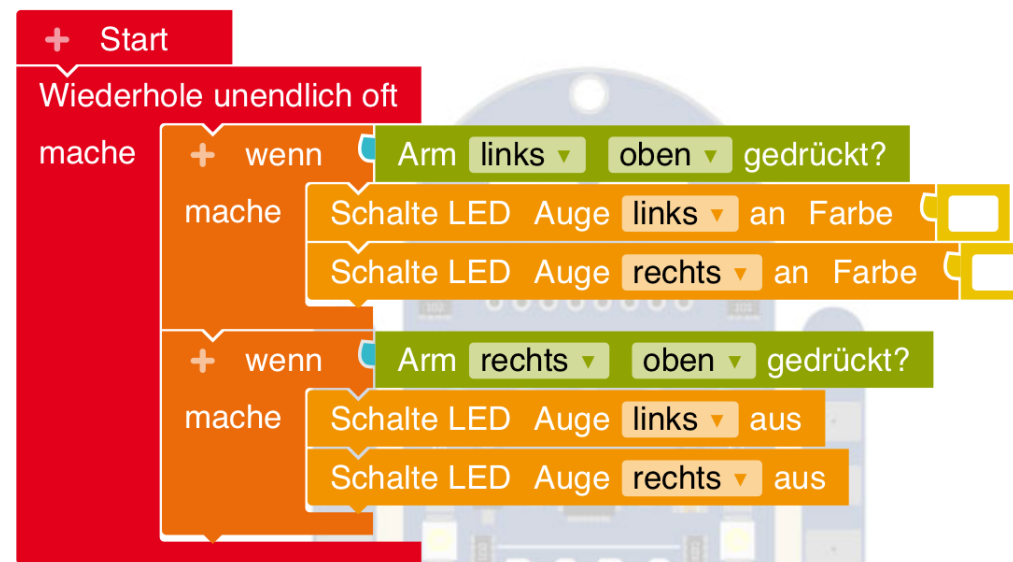 + Start
Wiederhole unendlich oft
mache + wenn Arm links oben gedrückt?
mache Schalte LED Auge links an Farbe
Schalte LED Auge rechts an Farbe
+ wenn Arm rechts oben gedrückt?
mache Schalte LED Auge links aus
Schalte LED Auge rechts aus